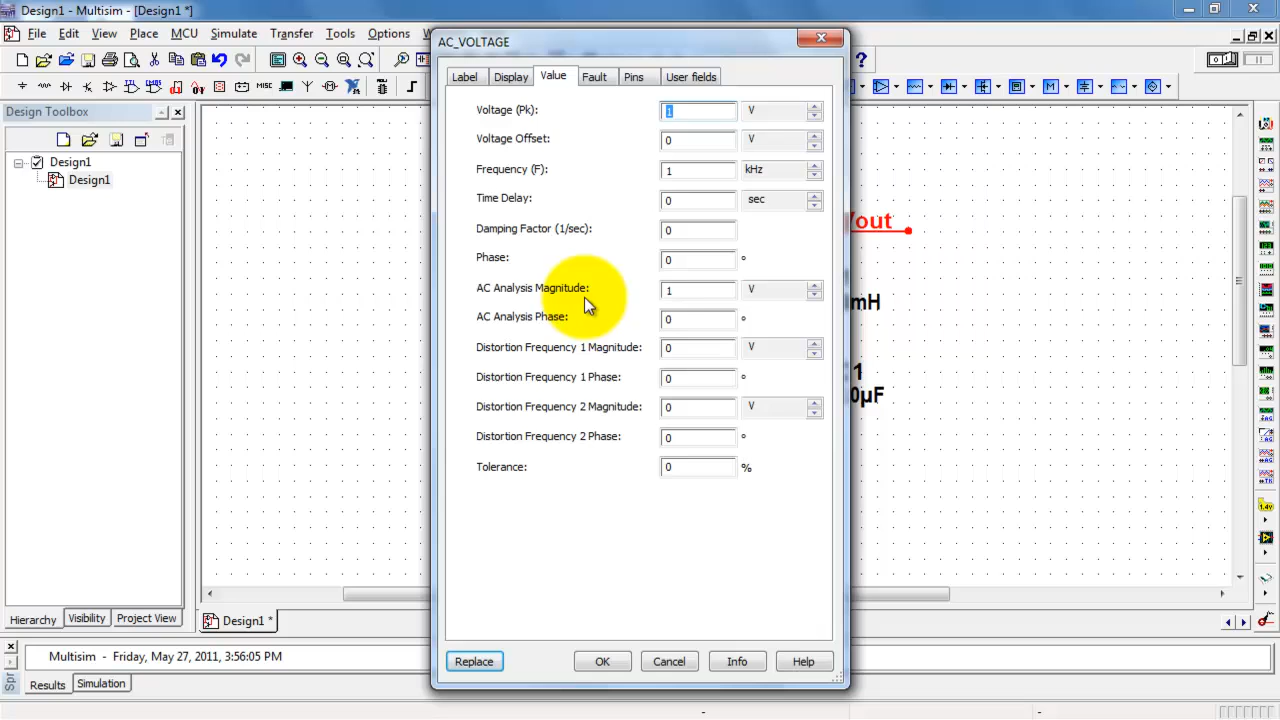 Design1 - Multisim - [Design1 *]
File Edit View Place MCU Simulate Transfer Tools Options
AC_VOLTAGE
Label Display Value Fault Pins User fields
Design Toolbox
Design1
Design1
Voltage (Pk): 1 V
Voltage Offset: 0 V
Frequency (F): 1 kHz
Time Delay: 0 sec
Damping Factor (1/sec): 0
Phase: 0 °
AC Analysis Magnitude: 1 V
AC Analysis Phase: 0 °
Distortion Frequency 1 Magnitude: 0 V
Distortion Frequency 1 Phase: 0 °
Distortion Frequency 2 Magnitude: 0 V
Distortion Frequency 2 Phase: 0 °
Tolerance: 0 %
Vout
mH
1
0µF
Hierarchy Visibility Project View
Design1 *
Replace OK Cancel Info Help
Multisim - Friday, May 27, 2011, 3:56:05 PM
Results Simulation
- -